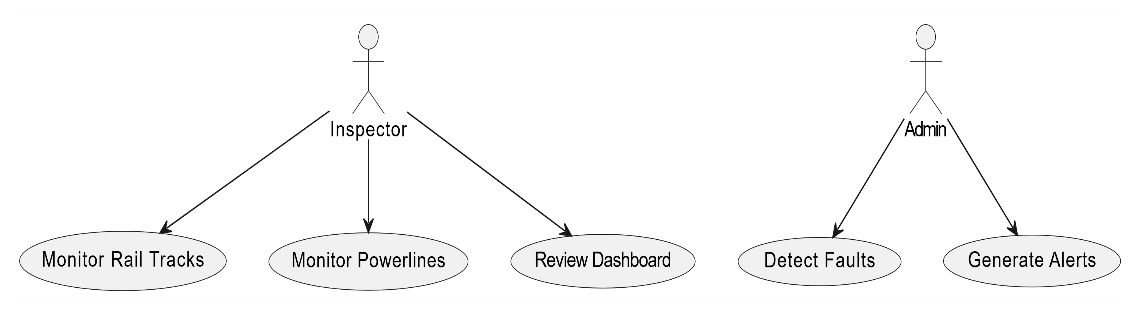 Inspector
Admin
Monitor Rail Tracks
Monitor Powerlines
Review Dashboard
Detect Faults
Generate Alerts